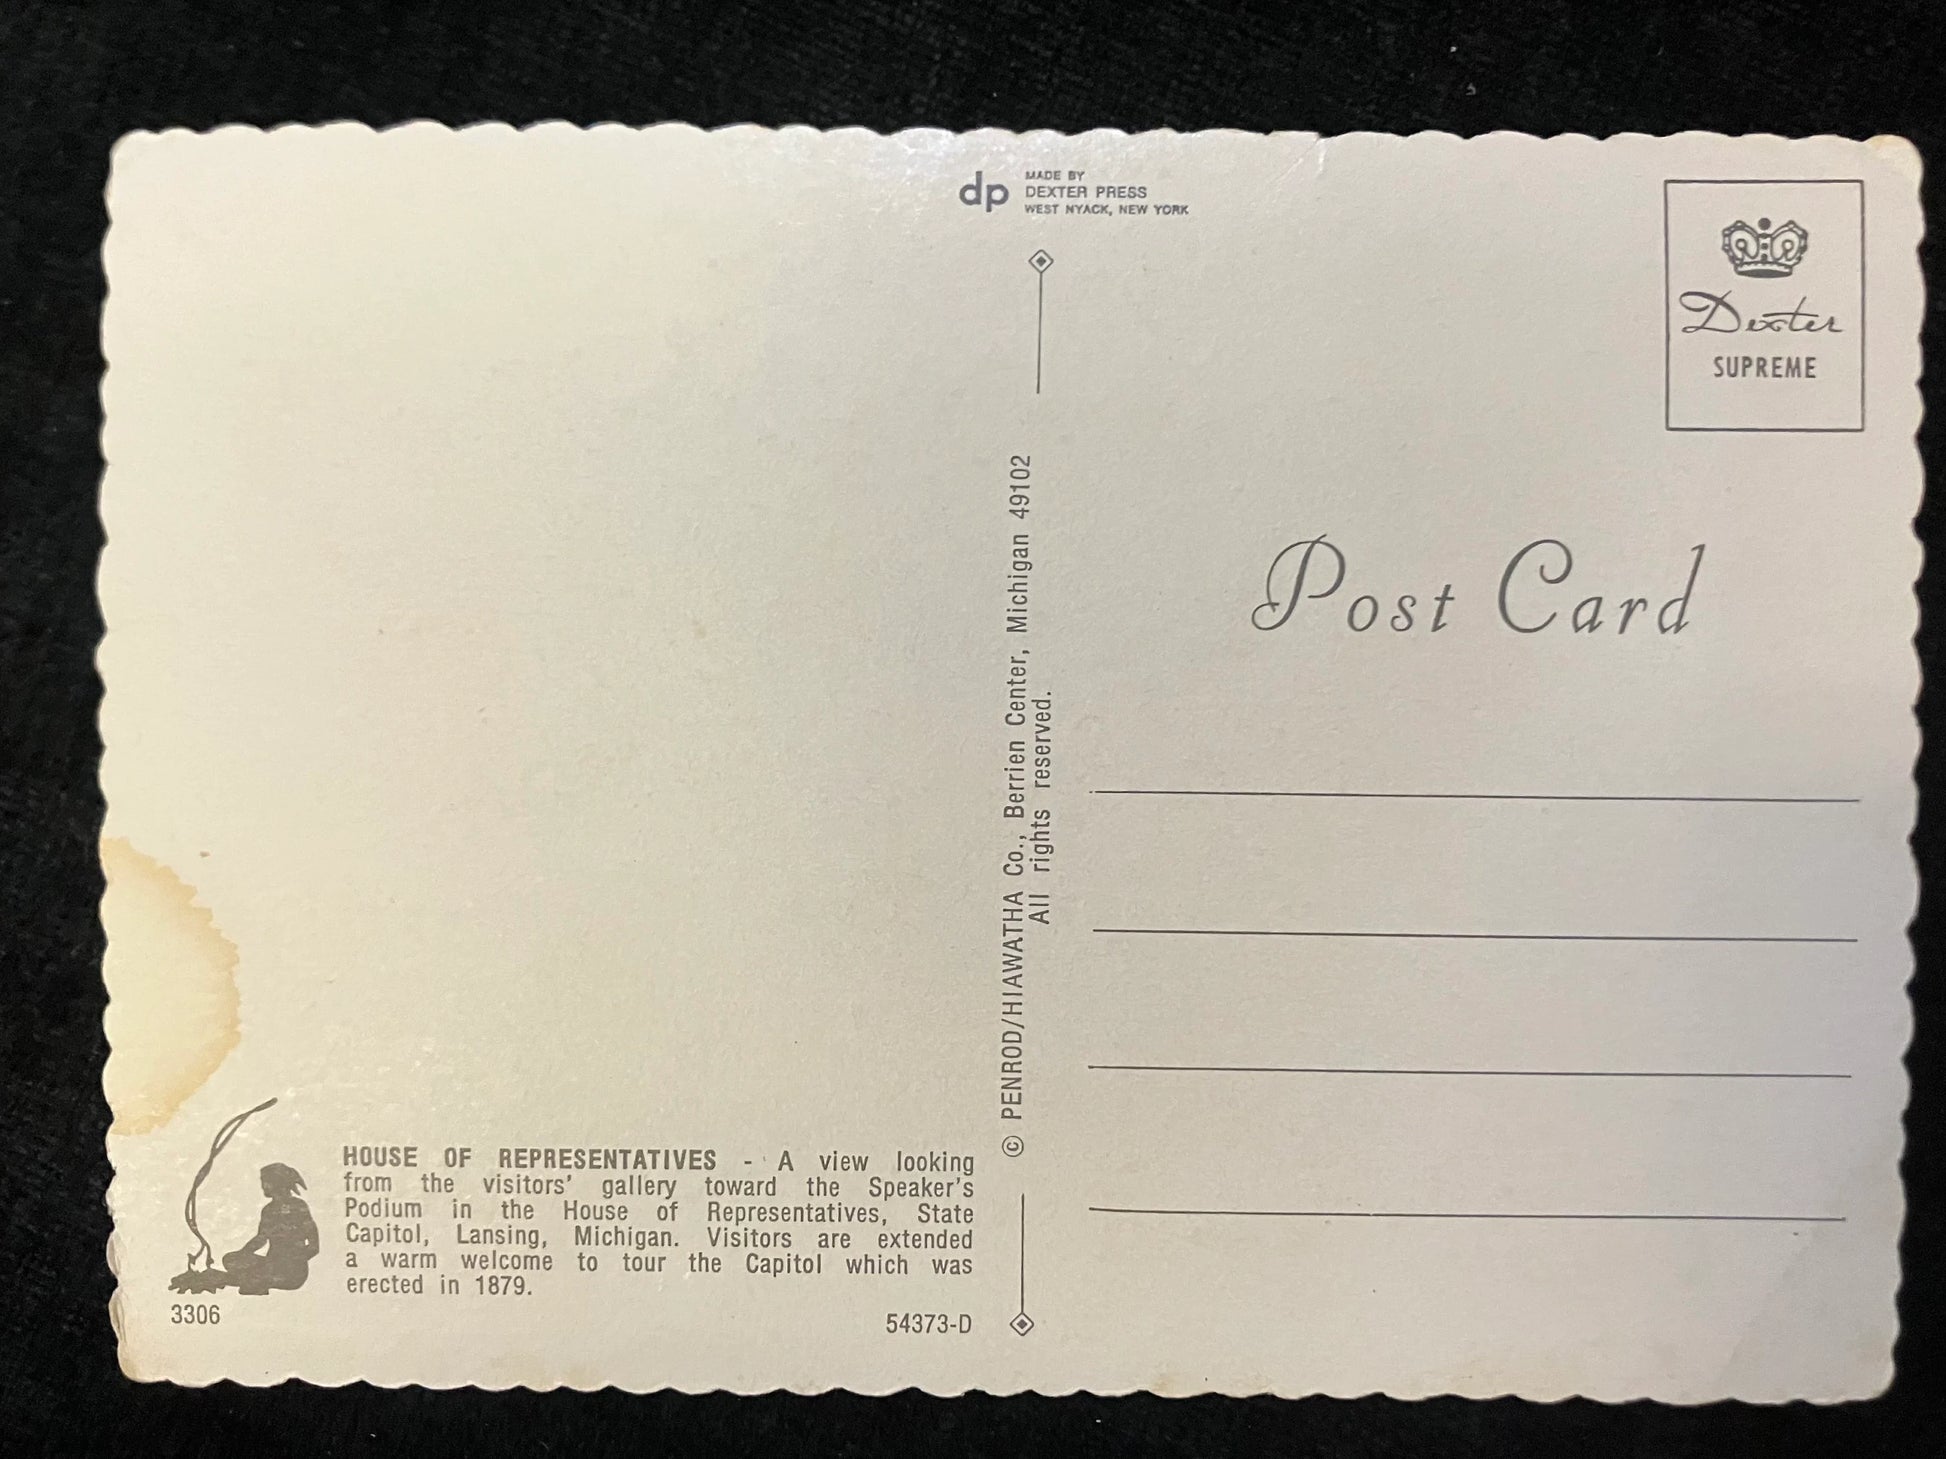 dp
MADE BY
DEXTER PRESS
WEST NYACK, NEW YORK
Dexter
SUPREME
Post Card
© PENROD/HIAWATHA Co., Berrien Center, Michigan 49102
All rights reserved.
HOUSE OF REPRESENTATIVES - A view looking
from the visitors' gallery toward the Speaker's
Podium in the House of Representatives, State
Capitol, Lansing, Michigan. Visitors are extended
a warm welcome to tour the Capitol which was
erected in 1879.
3306
54373-D